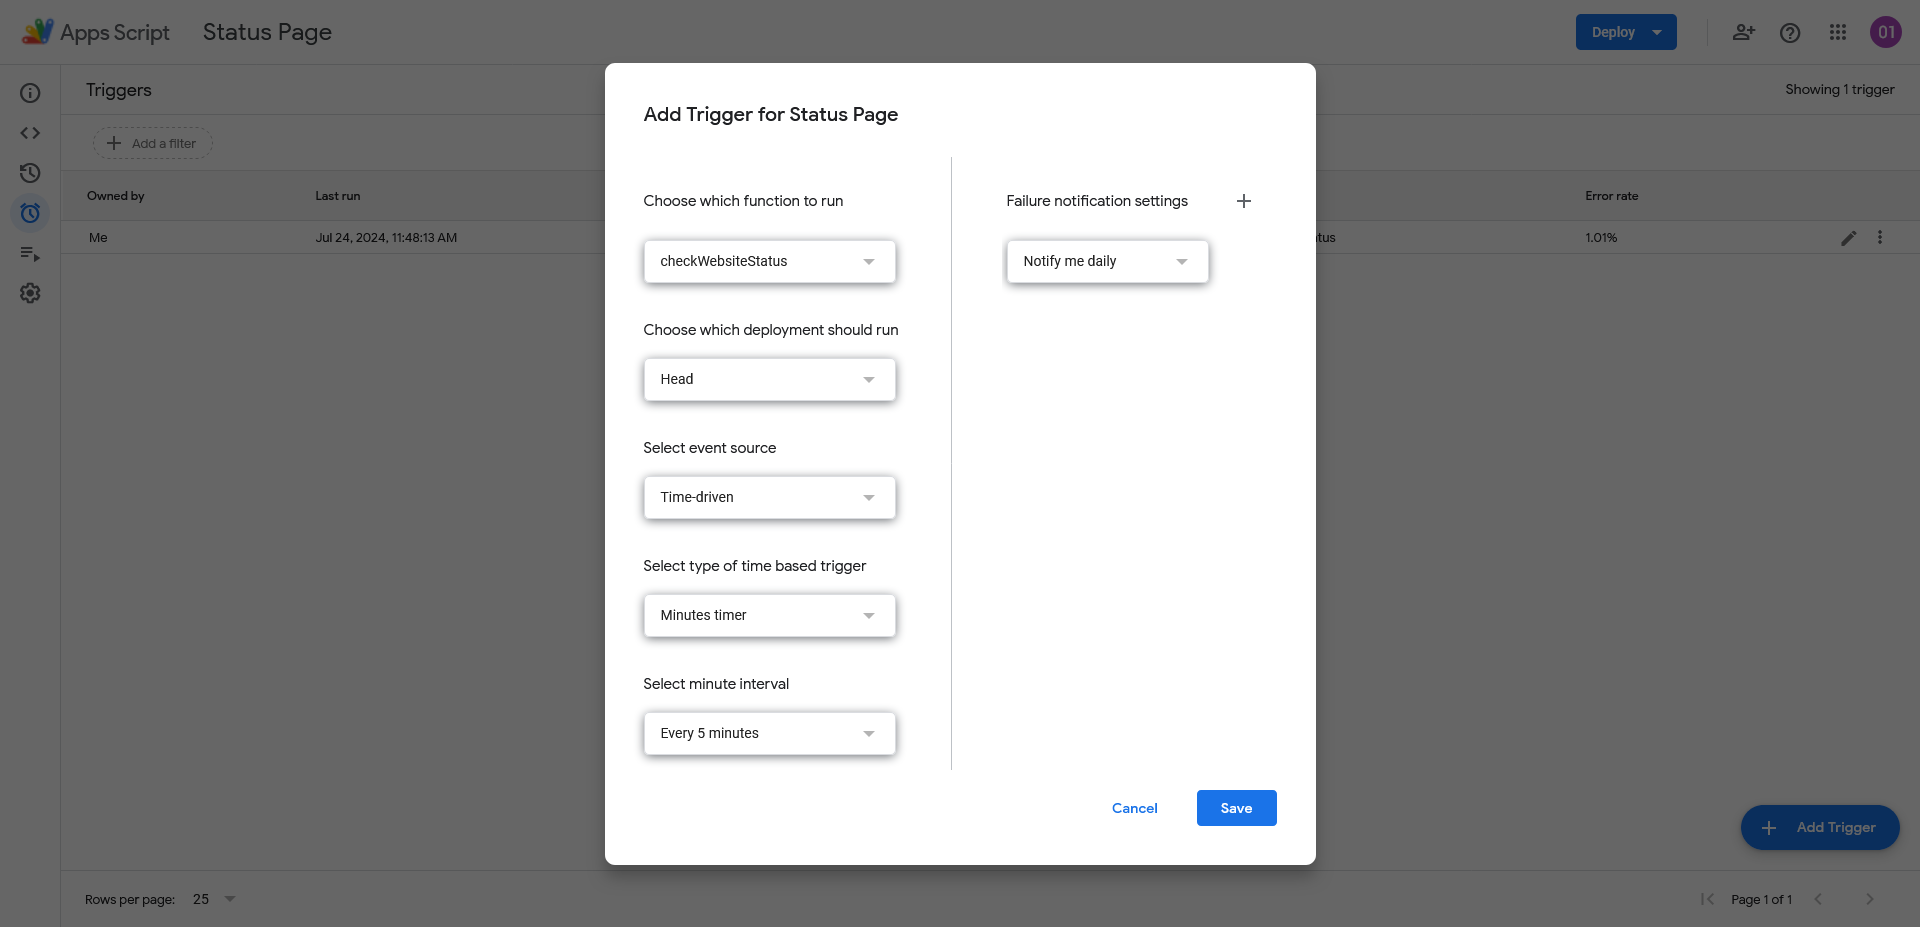 Apps Script
Status Page
Deploy
01
Triggers
Showing 1 trigger
Add a filter
Owned by
Last run
Error rate
Me
Jul 24, 2024, 11:48:13 AM
1.01%
Add Trigger for Status Page
Choose which function to run
checkWebsiteStatus
Choose which deployment should run
Head
Select event source
Time-driven
Select type of time based trigger
Minutes timer
Select minute interval
Every 5 minutes
Failure notification settings
Notify me daily
Cancel
Save
Add Trigger
Rows per page:
25
Page 1 of 1